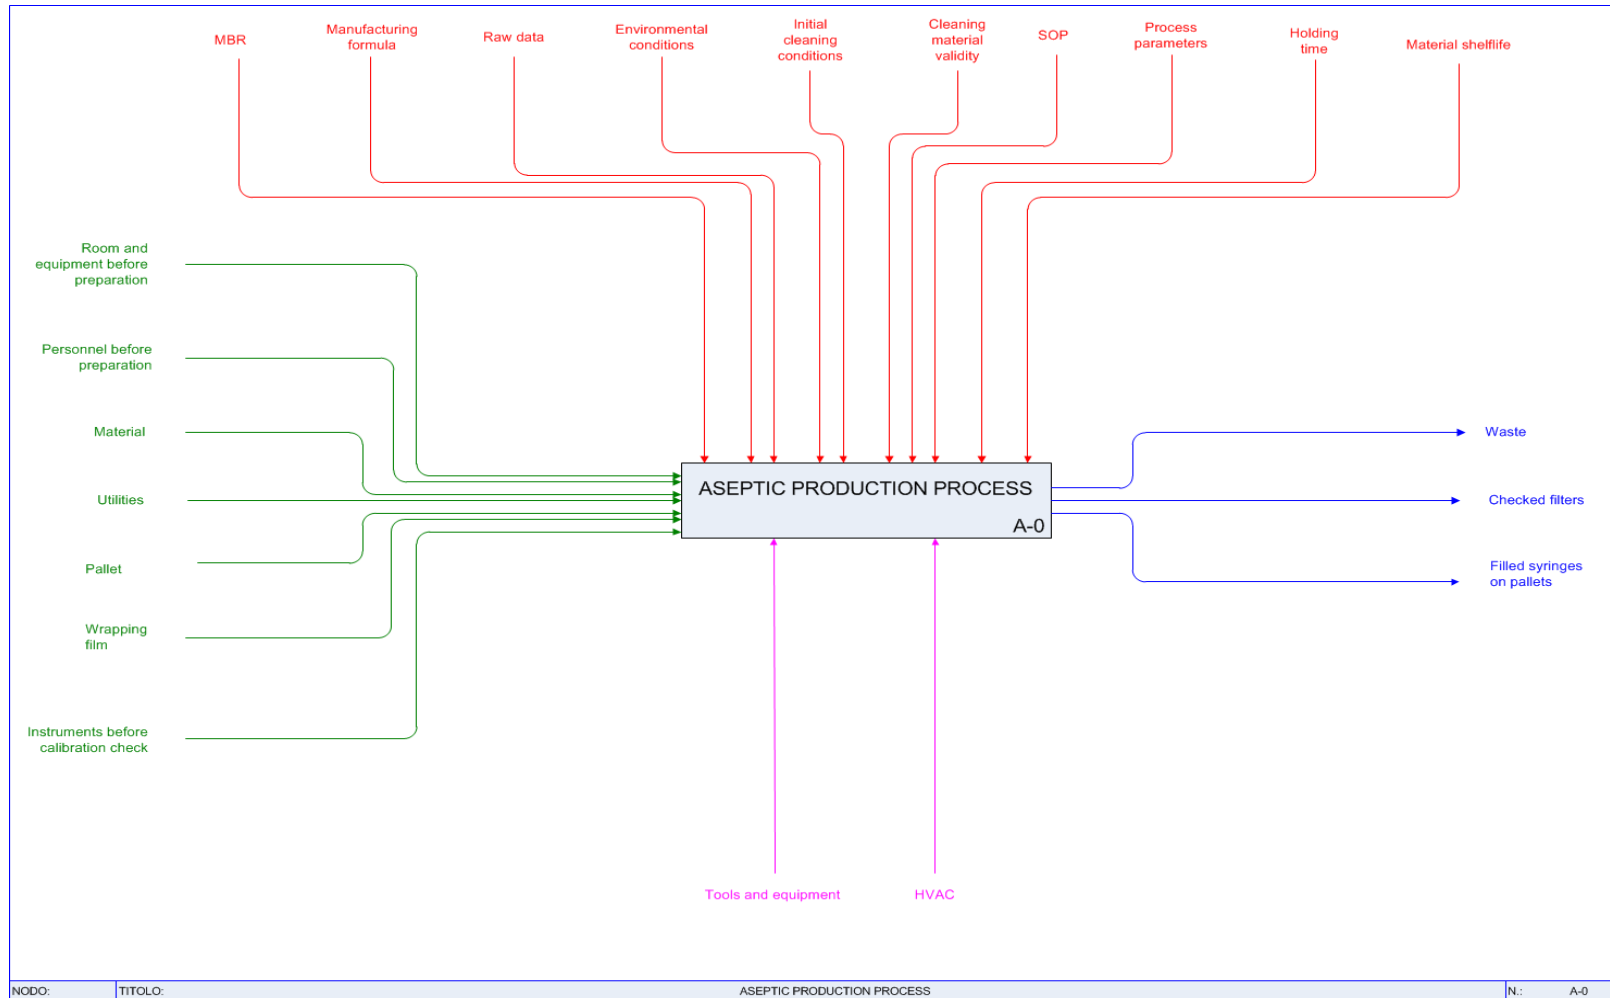 MBR
Manufacturing
formula
Raw data
Environmental
conditions
Initial
cleaning
conditions
Cleaning
material
validity
SOP
Process
parameters
Holding
time
Material shelflife
Room and
equipment before
preparation
Personnel before
preparation
Material
Utilities
Pallet
Wrapping
film
Instruments before
calibration check
ASEPTIC PRODUCTION PROCESS
A-0
Waste
Checked filters
Filled syringes
on pallets
Tools and equipment
HVAC
NODO:
TITOLO:
ASEPTIC PRODUCTION PROCESS
N.:
A-0